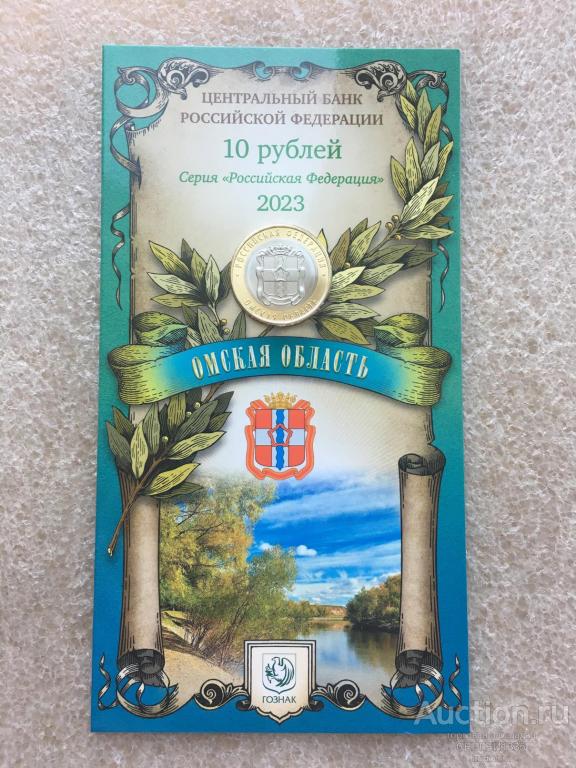 ЦЕНТРАЛЬНЫЙ БАНК
РОССИЙСКОЙ ФЕДЕРАЦИИ
10 рублей
Серия «Российская Федерация»
2023
РОССИЙСКАЯ ФЕДЕРАЦИЯ
ОМСКАЯ ОБЛАСТЬ
ОМСКАЯ ОБЛАСТЬ
ГОЗНАК
Auction.ru